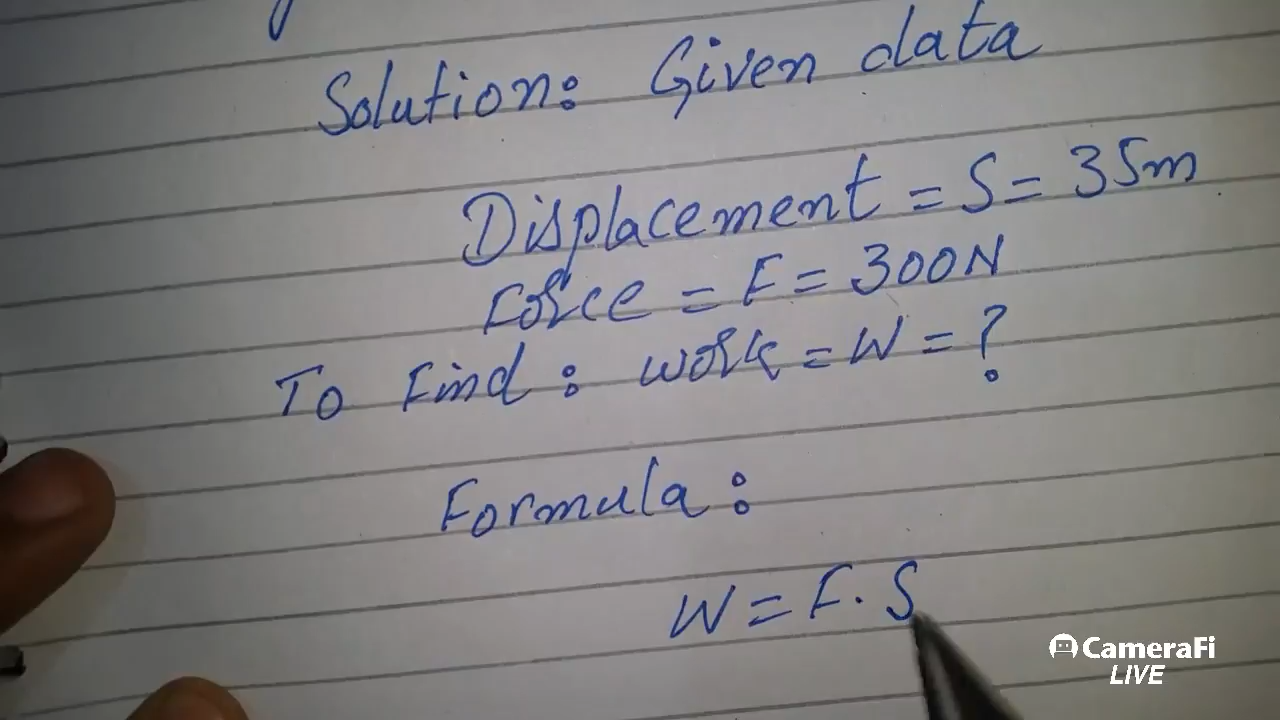 Solution: Given data
Displacement = S = 35m
Force = F = 300N
To Find: work = W = ?
Formula:
W = F. S
CameraFi
LIVE